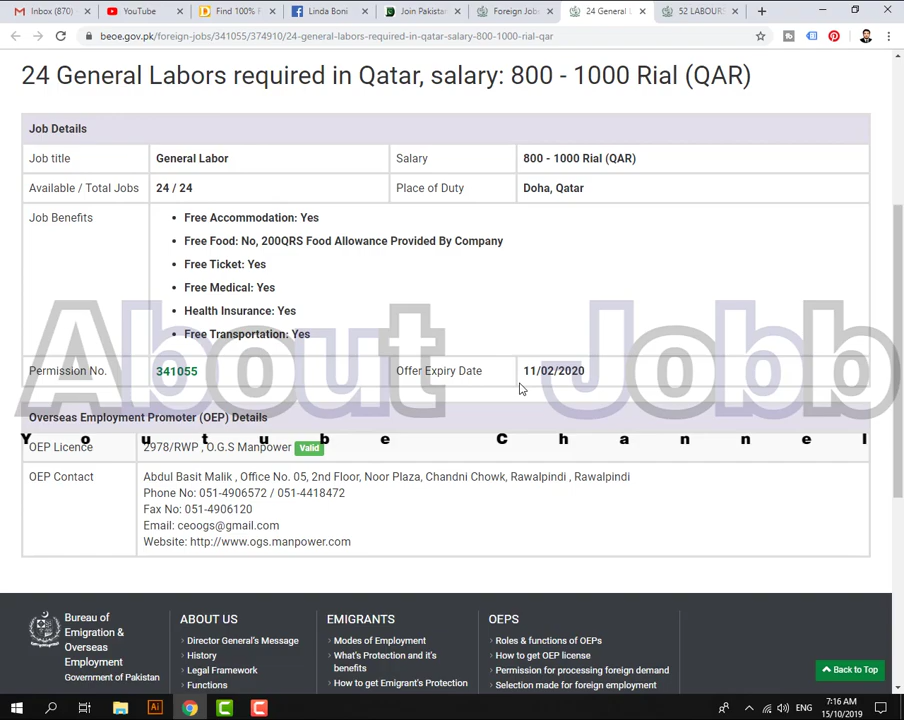 Inbox (870)
YouTube
Find 100% F
Linda Boni
Join Pakistan
Foreign Job
24 General L
52 LABOURS
beoe.gov.pk/foreign-jobs/341055/374910/24-general-labors-required-in-qatar-salary-800-1000-rial-qar
24 General Labors required in Qatar, salary: 800 - 1000 Rial (QAR)
Job Details
Job title General Labor Salary 800 - 1000 Rial (QAR)
Available / Total Jobs 24 / 24 Place of Duty Doha, Qatar
Job Benefits
• Free Accommodation: Yes
• Free Food: No, 200QRS Food Allowance Provided By Company
• Free Ticket: Yes
• Free Medical: Yes
• Health Insurance: Yes
• Free Transportation: Yes
About Jobb
Permission No. 341055 Offer Expiry Date 11/02/2020
Overseas Employment Promoter (OEP) Details
Youtube Channel
OEP Licence 2978/RWP , O.G.S Manpower Valid
OEP Contact Abdul Basit Malik , Office No. 05, 2nd Floor, Noor Plaza, Chandni Chowk, Rawalpindi , Rawalpindi
Phone No: 051-4906572 / 051-4418472
Fax No: 051-4906120
Email: ceoogs@gmail.com
Website: http://www.ogs.manpower.com
Bureau of
Emigration &
Overseas
Employment
Government of Pakistan
ABOUT US
Director General's Message
History
Legal Framework
Functions
EMIGRANTS
Modes of Employment
What's Protection and it's
benefits
How to get Emigrant's Protection
OEPS
Roles & functions of OEPs
How to get OEP license
Permission for processing foreign demand
Selection made for foreign employment
Back to Top
ENG
7:16 AM
15/10/2019